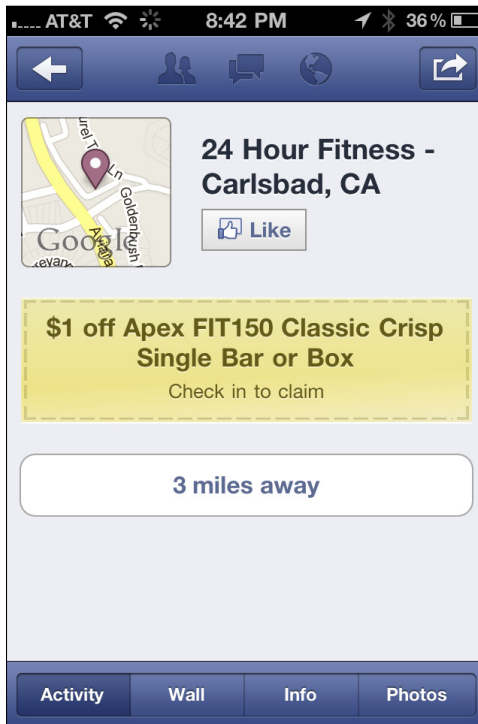 AT&T 8:42 PM 36%
24 Hour Fitness -
Carlsbad, CA
Like
Goldenbush
Google
$1 off Apex FIT150 Classic Crisp
Single Bar or Box
Check in to claim
3 miles away
Activity Wall Info Photos